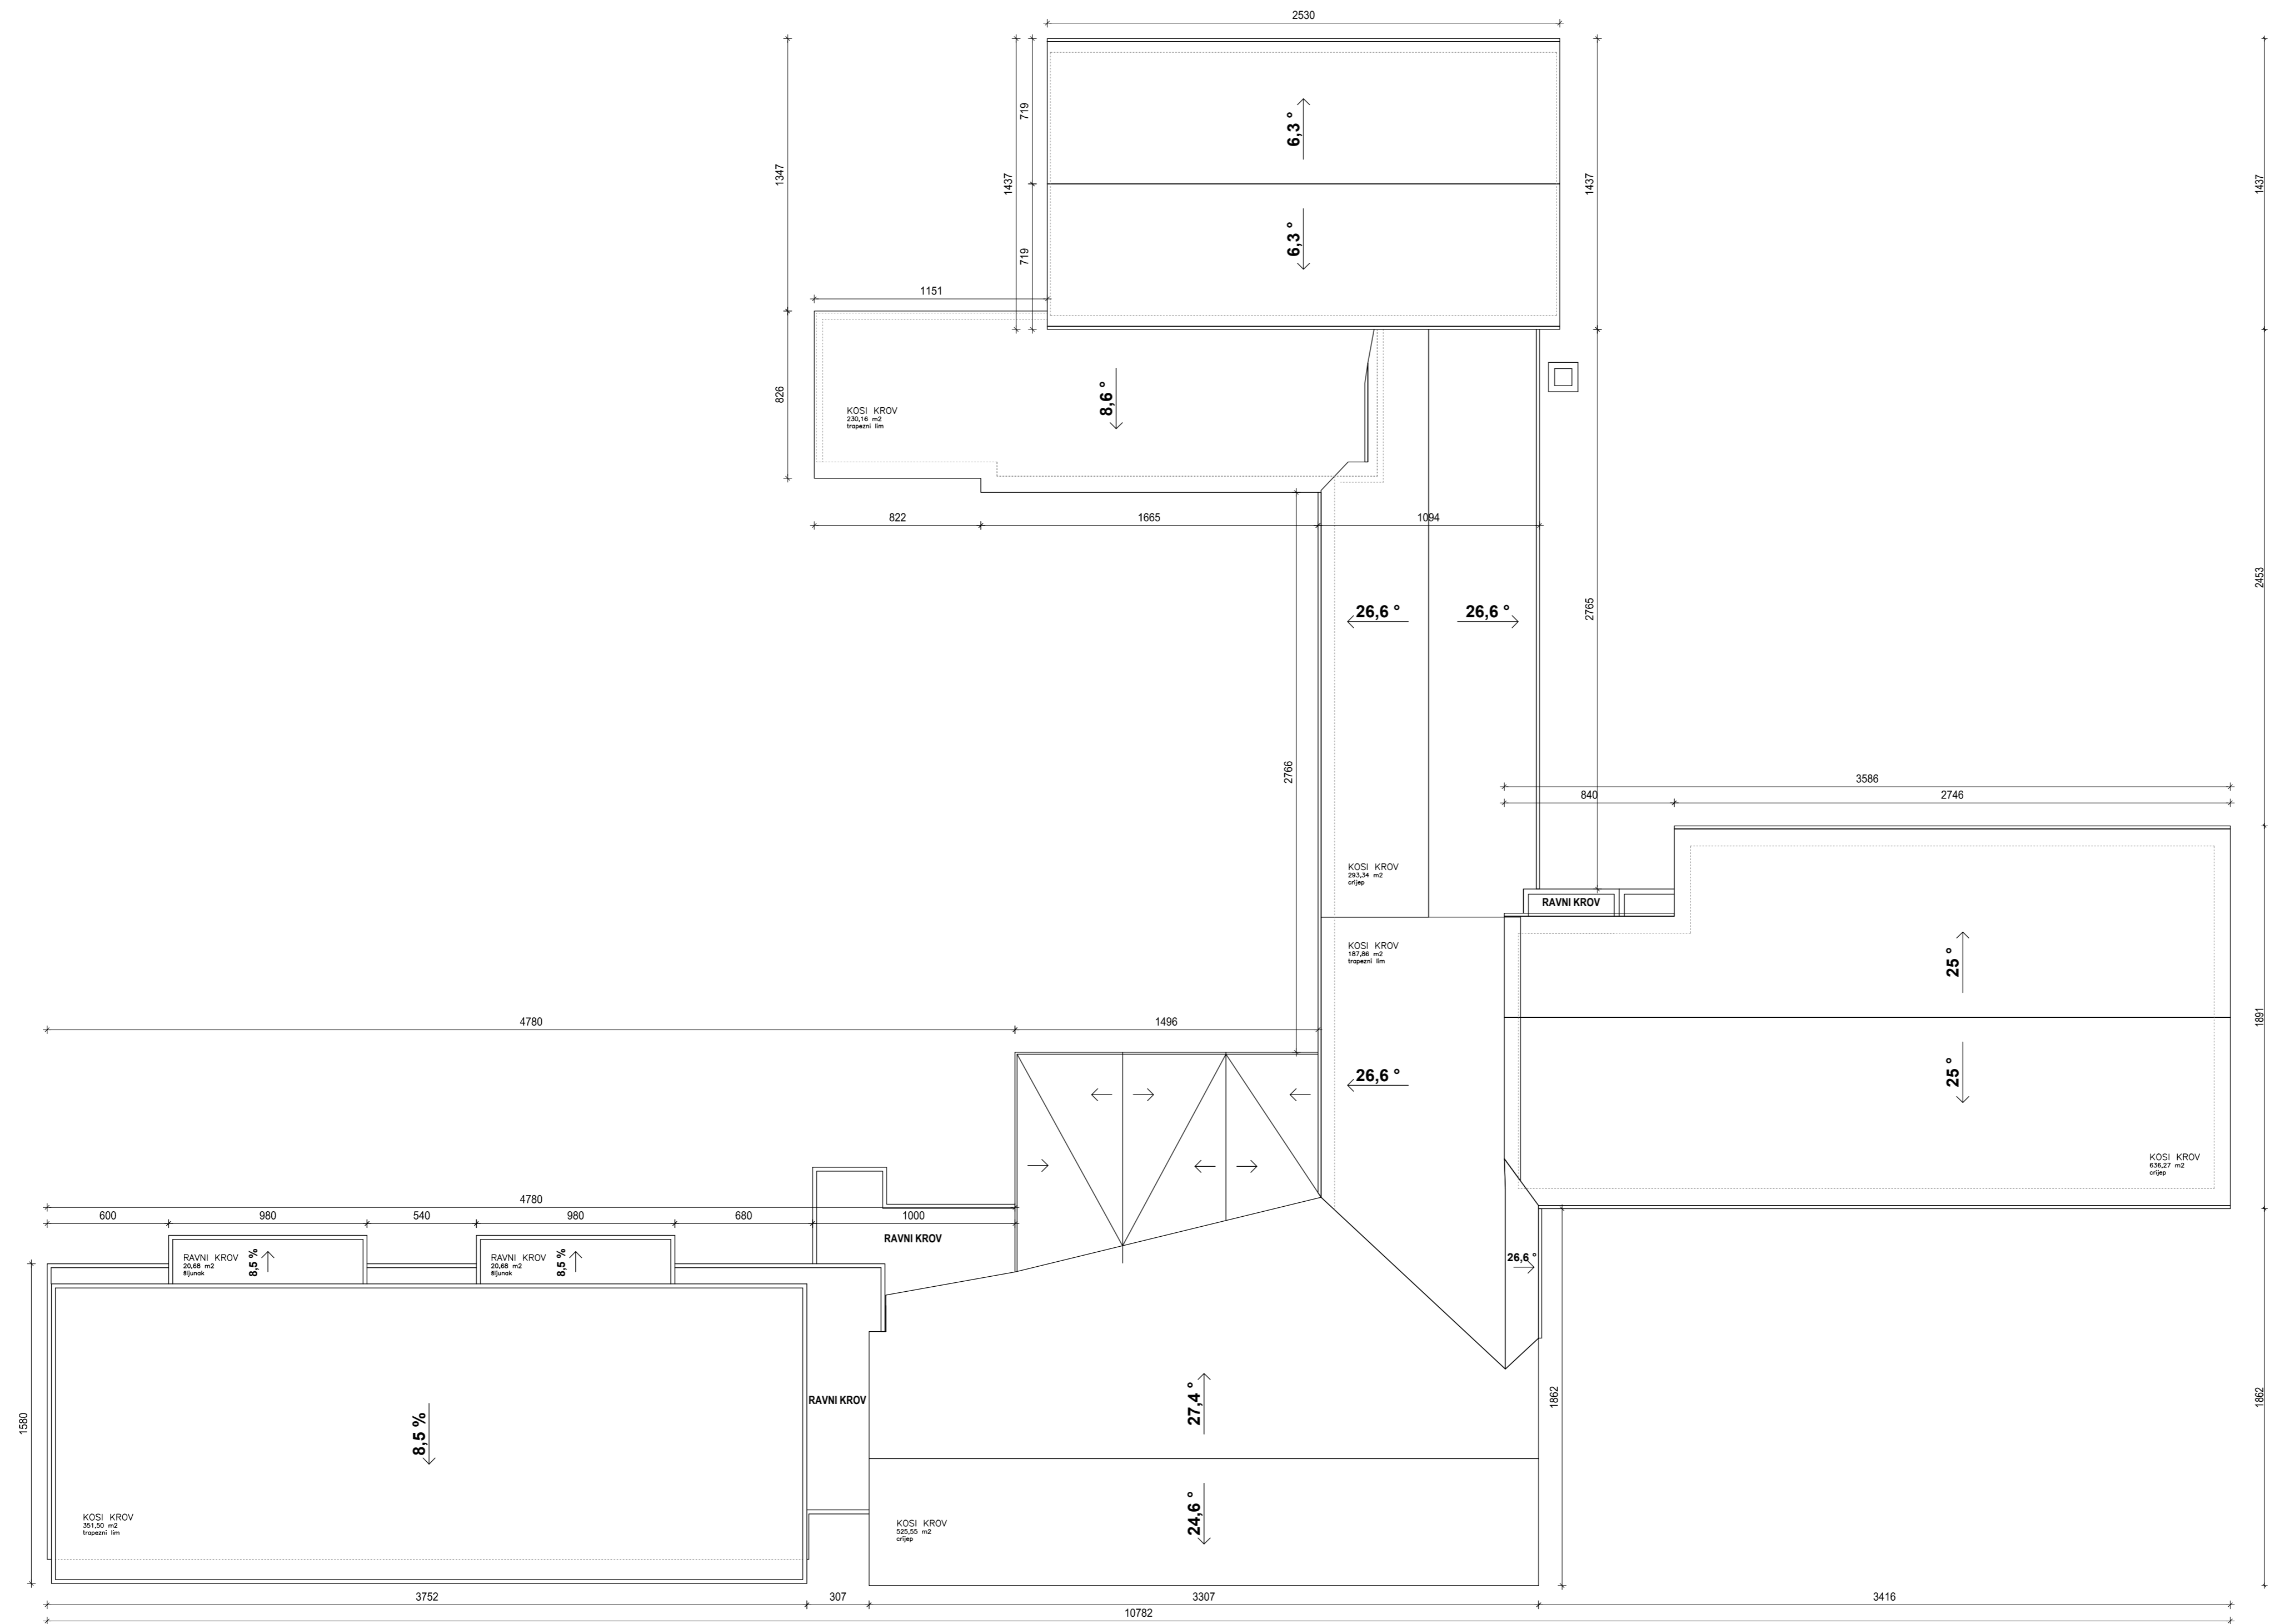 2530
1347
1437
719
6,3 °
1437
1437
719
6,3 °
1151
826
KOSI KROV
230,16 m2
trapezni lim
8,6 °
822
1665
1094
26,6 °
26,6 °
2765
2453
2766
3586
840
2746
KOSI KROV
293,34 m2
crijep
RAVNI KROV
KOSI KROV
187,86 m2
trapezni lim
25 °
4780
1496
26,6 °
25 °
1891
KOSI KROV
636,27 m2
crijep
4780
600
980
540
980
680
1000
RAVNI KROV
RAVNI KROV
20,68 m2
šljunak
8,5 %
RAVNI KROV
20,68 m2
šljunak
8,5 %
26,6 °
1580
8,5 %
RAVNI KROV
27,4 °
1862
1862
KOSI KROV
351,50 m2
trapezni lim
KOSI KROV
525,55 m2
crijep
24,6 °
3752
307
3307
3416
10782